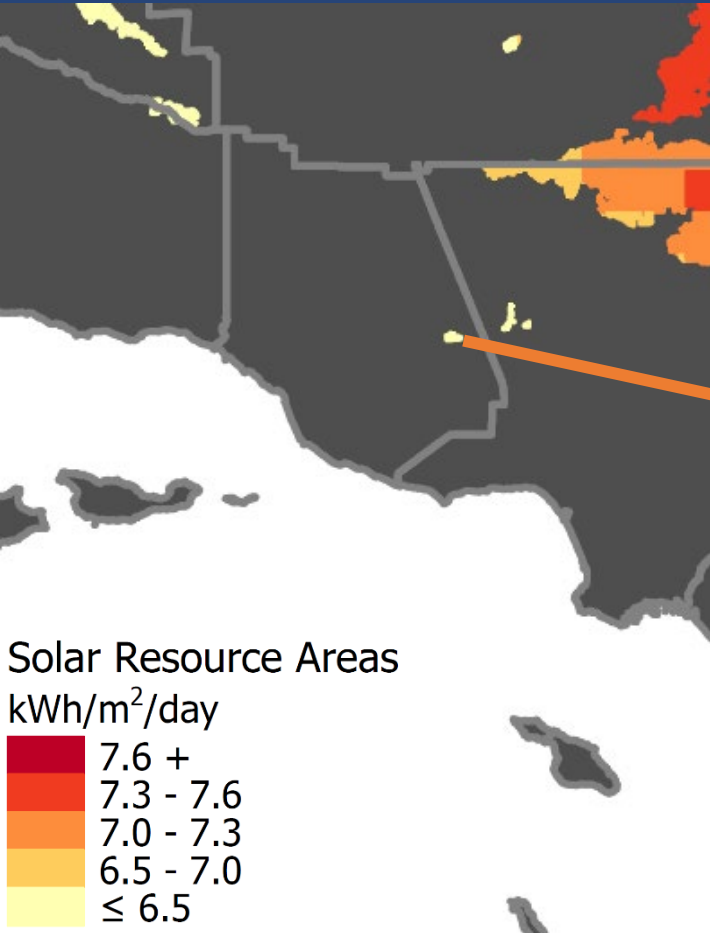 Solar Resource Areas
kWh/m²/day
7.6 +
7.3 - 7.6
7.0 - 7.3
6.5 - 7.0
≤ 6.5